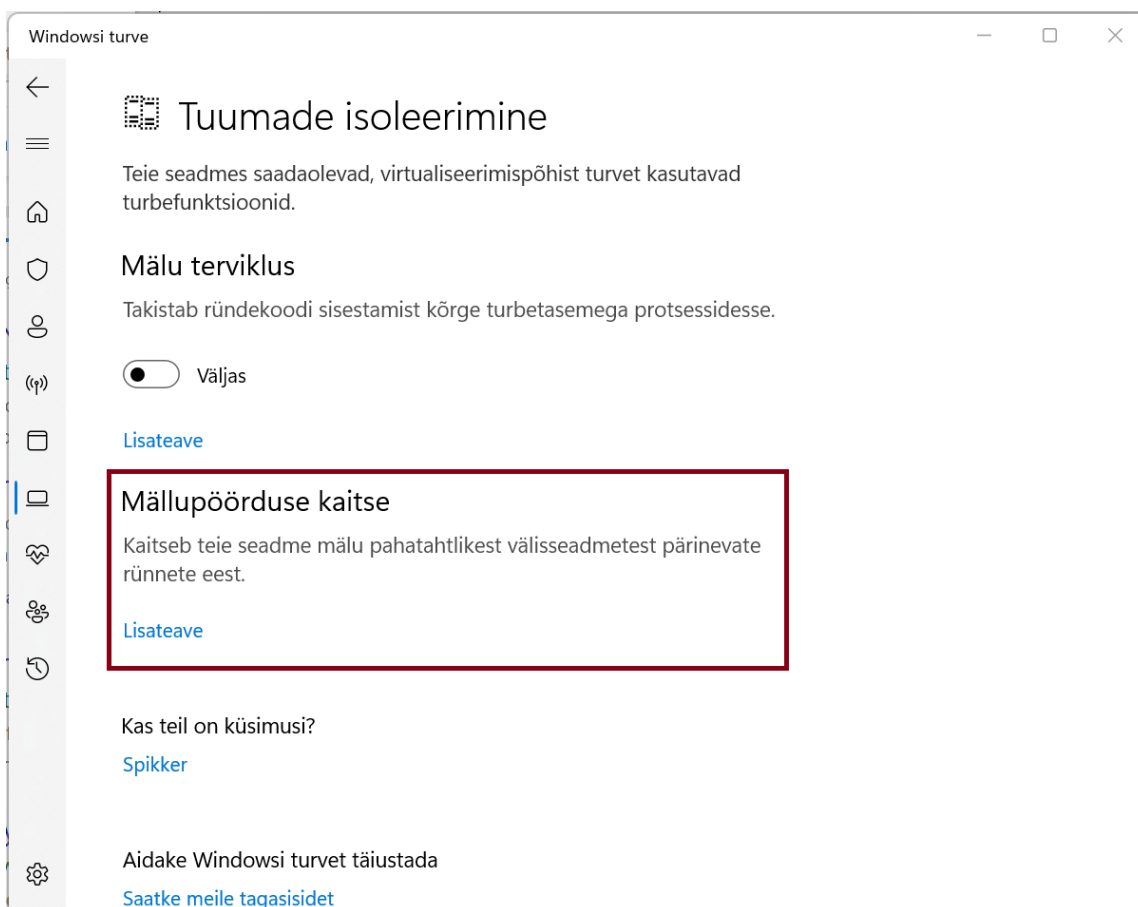 Windowsi turve
Tuumade isoleerimine
Teie seadmes saadaolevad, virtualiseerimispõhist turvet kasutavad
turbefunktsioonid.
Mälu terviklus
Takistab ründekoodi sisestamist kõrge turbetasemega protsessidesse.
Väljas
Lisateave
Mällupöörduse kaitse
Kaitseb teie seadme mälu pahatahtlikest välisseadmetest pärinevate
rünnete eest.
Lisateave
Kas teil on küsimusi?
Spikker
Aidake Windowsi turvet täiustada
Saatke meile tagasisidet